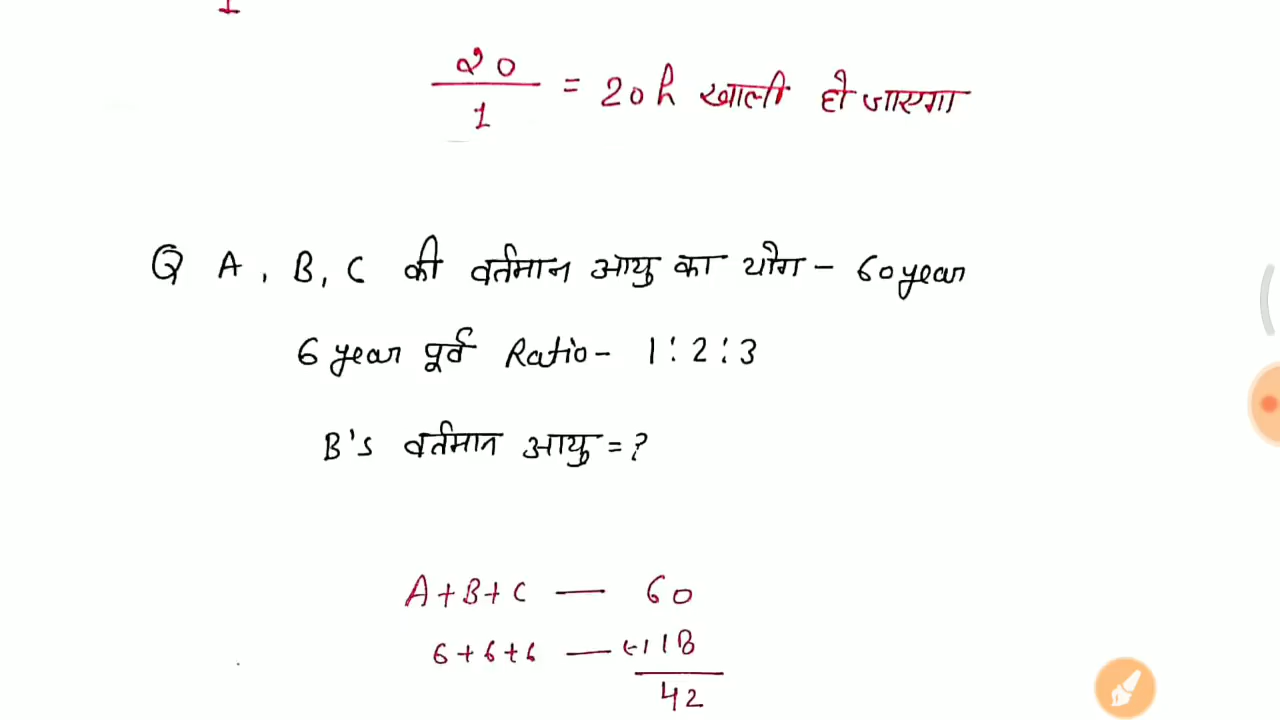 1
20
1
= 20h खाली हो जाएगा
Q A, B, C की वर्तमान आयु का योग - 60 year
6 year पूर्व Ratio - 1:2:3
B's वर्तमान आयु = ?
A+B+C — 60
6+6+6 — (-) 18
42